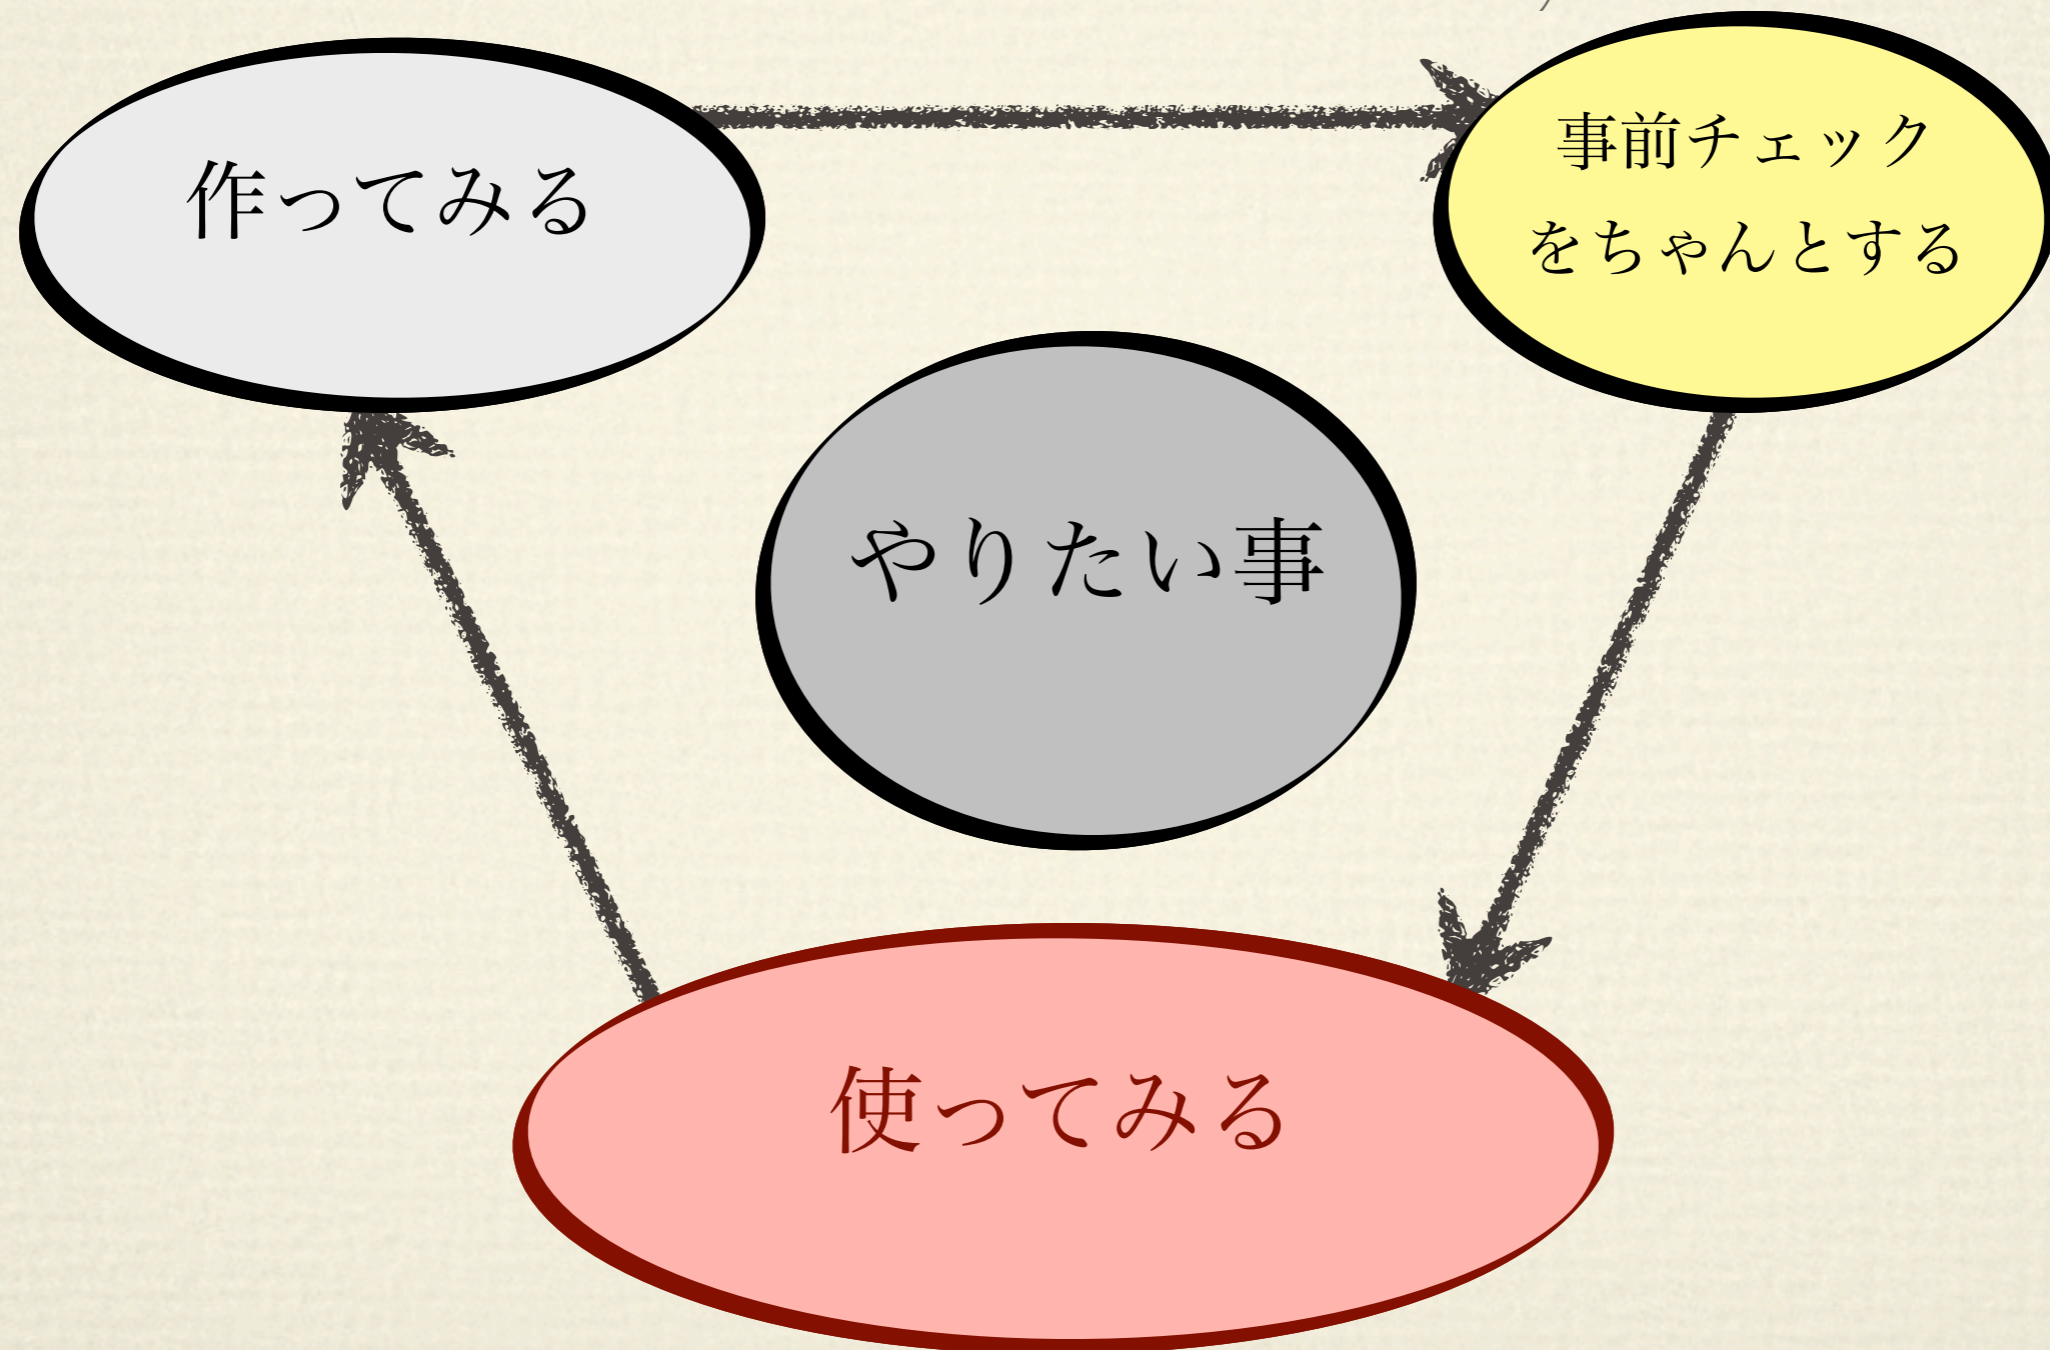 作ってみる
事前チェック
をちゃんとする
やりたい事
使ってみる